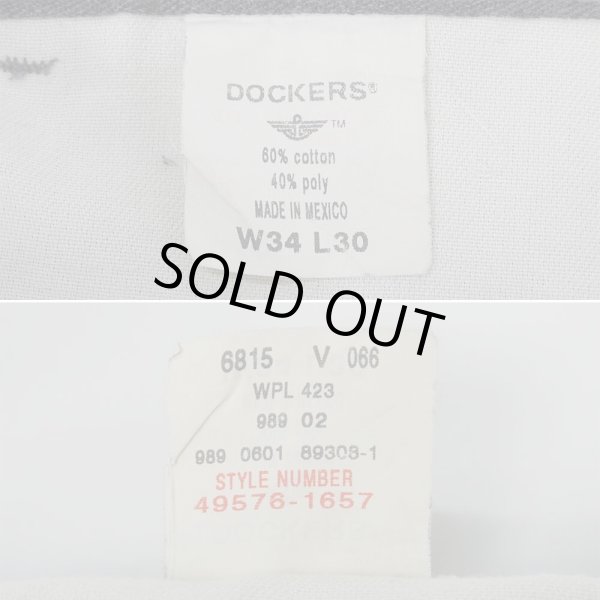 DOCKERS®
TM
60% cotton
40% poly
MADE IN MEXICO
W34 L30
SOLD OUT
6815 V 066
WPL 423
989 02
989 0601 89303-1
STYLE NUMBER
49576-1657